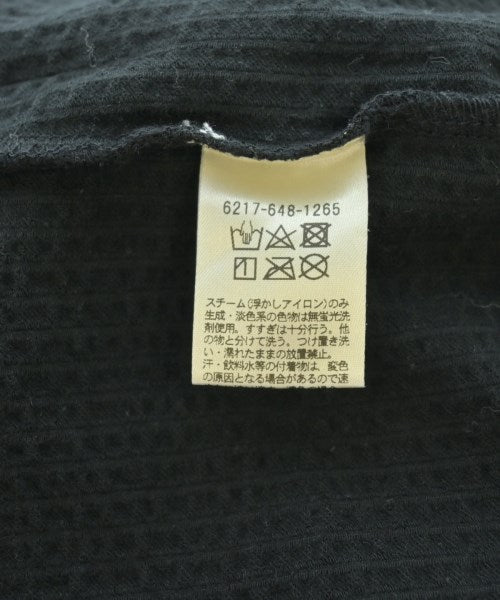 6217-648-1265
スチーム(浮かしアイロン)のみ
生成・淡色系の色物は無蛍光洗
剤使用。すすぎは十分行う。他
の物と分けて洗う。つけ置き洗
い・濡れたままの放置禁止。
汗・飲料水等の付着物は、変色
の原因となる場合があるので速